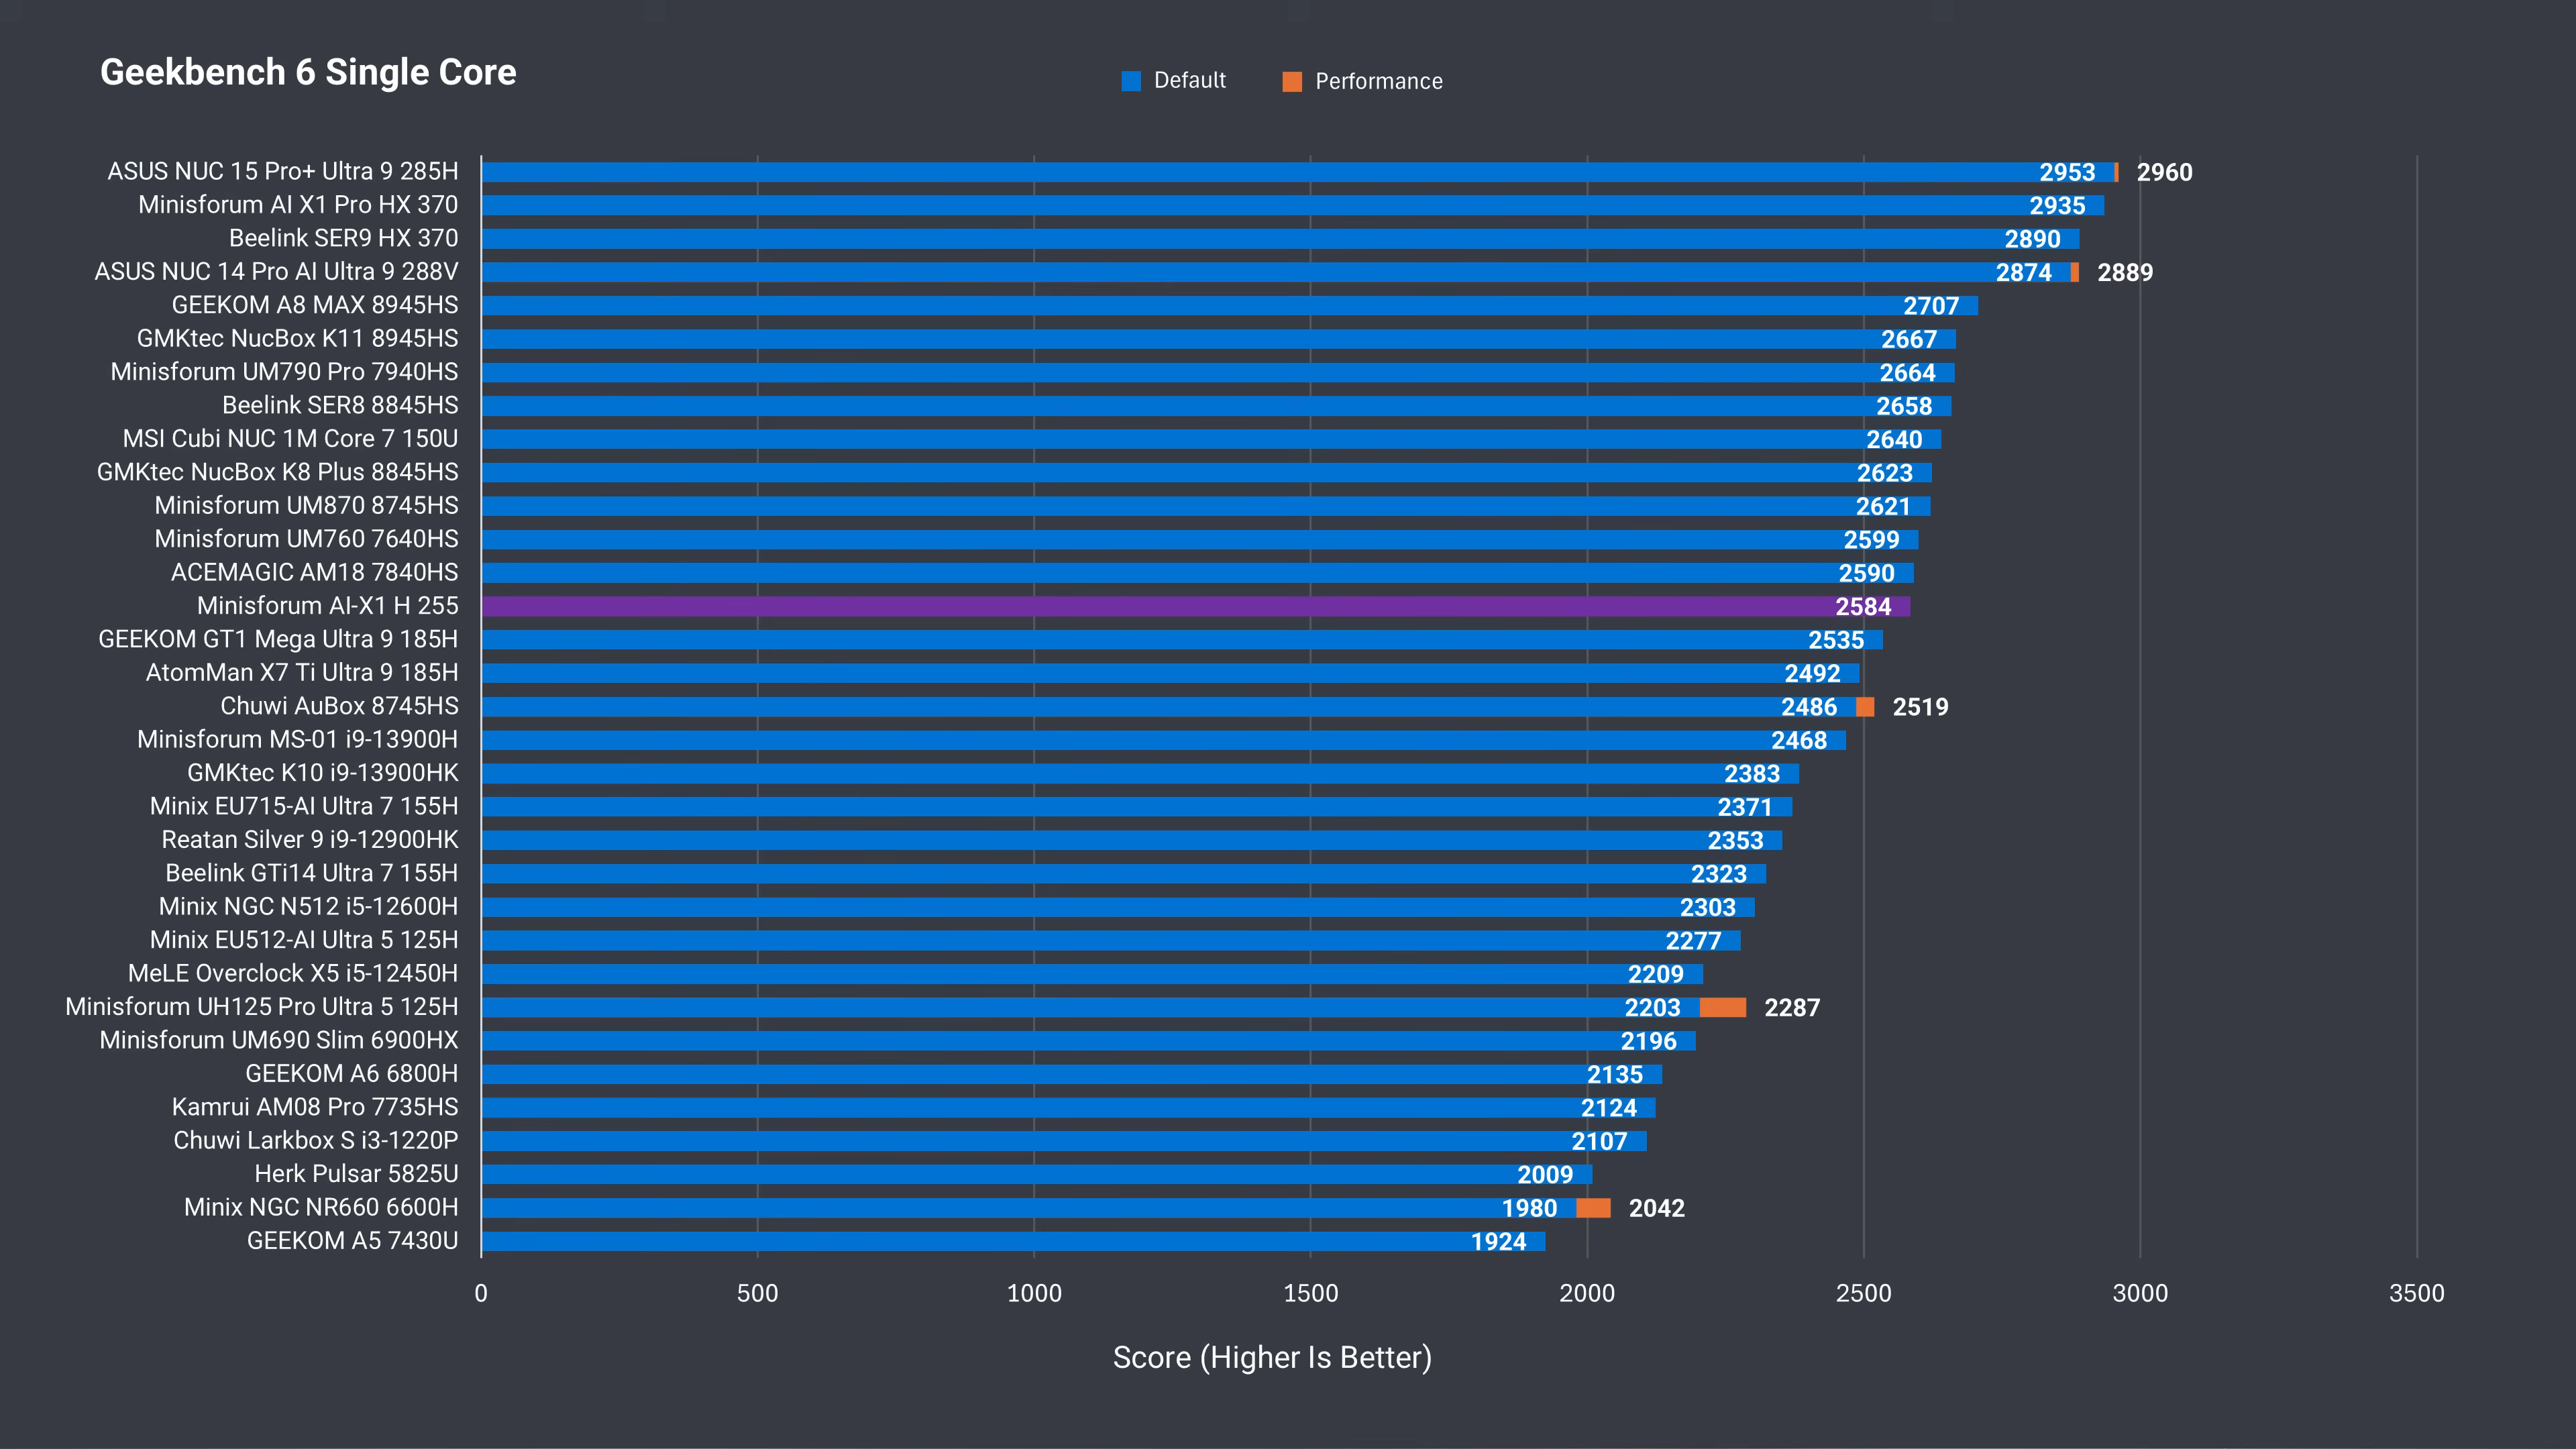 Geekbench 6 Single Core
Default Performance
ASUS NUC 15 Pro+ Ultra 9 285H 2953 2960
Minisforum AI X1 Pro HX 370 2935
Beelink SER9 HX 370 2890
ASUS NUC 14 Pro AI Ultra 9 288V 2874 2889
GEEKOM A8 MAX 8945HS 2707
GMKtec NucBox K11 8945HS 2667
Minisforum UM790 Pro 7940HS 2664
Beelink SER8 8845HS 2658
MSI Cubi NUC 1M Core 7 150U 2640
GMKtec NucBox K8 Plus 8845HS 2623
Minisforum UM870 8745HS 2621
Minisforum UM760 7640HS 2599
ACEMAGIC AM18 7840HS 2590
Minisforum AI-X1 H 255 2584
GEEKOM GT1 Mega Ultra 9 185H 2535
AtomMan X7 Ti Ultra 9 185H 2492
Chuwi AuBox 8745HS 2486 2519
Minisforum MS-01 i9-13900H 2468
GMKtec K10 i9-13900HK 2383
Minix EU715-AI Ultra 7 155H 2371
Reatan Silver 9 i9-12900HK 2353
Beelink GTi14 Ultra 7 155H 2323
Minix NGC N512 i5-12600H 2303
Minix EU512-AI Ultra 5 125H 2277
MeLE Overclock X5 i5-12450H 2209
Minisforum UH125 Pro Ultra 5 125H 2203 2287
Minisforum UM690 Slim 6900HX 2196
GEEKOM A6 6800H 2135
Kamrui AM08 Pro 7735HS 2124
Chuwi Larkbox S i3-1220P 2107
Herk Pulsar 5825U 2009
Minix NGC NR660 6600H 1980 2042
GEEKOM A5 7430U 1924
0 500 1000 1500 2000 2500 3000 3500
Score (Higher Is Better)